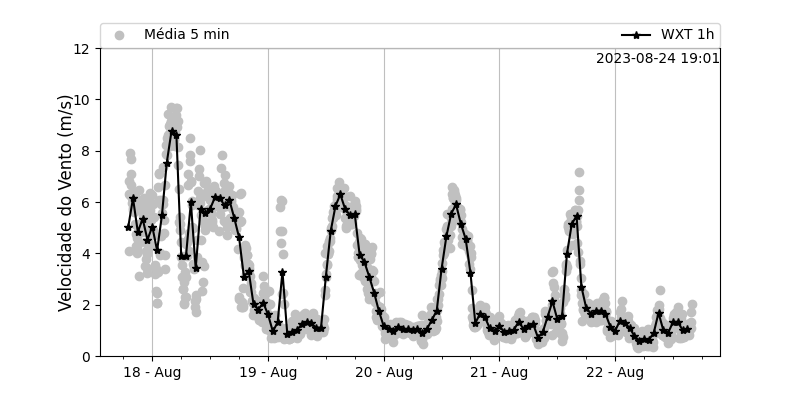 Média 5 min
WXT 1h
2023-08-24 19:01
Velocidade do Vento (m/s)
12
10
8
6
4
2
0
18 - Aug
19 - Aug
20 - Aug
21 - Aug
22 - Aug